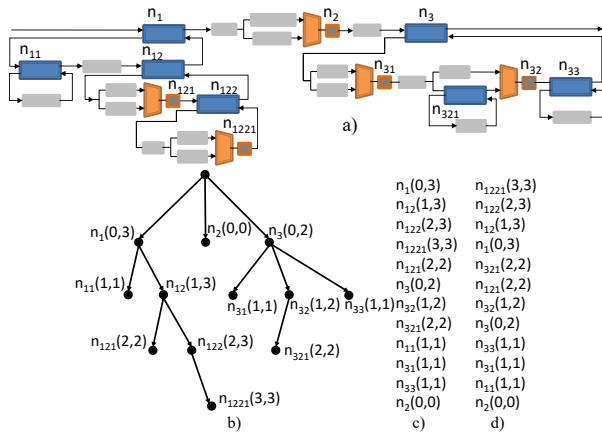 n1
n2
n3
n11
n12
n31
n32
n33
n121
n122
n321
n1221
a)
n1(0,3)
n2(0,0)
n3(0,2)
n11(1,1)
n12(1,3)
n31(1,1)
n32(1,2)
n33(1,1)
n121(2,2)
n122(2,3)
n321(2,2)
n1221(3,3)
b)
n1(0,3) n1221(3,3)
n12(1,3) n122(2,3)
n122(2,3) n12(1,3)
n1221(3,3) n1(0,3)
n121(2,2) n321(2,2)
n3(0,2) n121(2,2)
n32(1,2) n32(1,2)
n321(2,2) n3(0,2)
n11(1,1) n33(1,1)
n31(1,1) n31(1,1)
n33(1,1) n11(1,1)
n2(0,0) n2(0,0)
c) d)